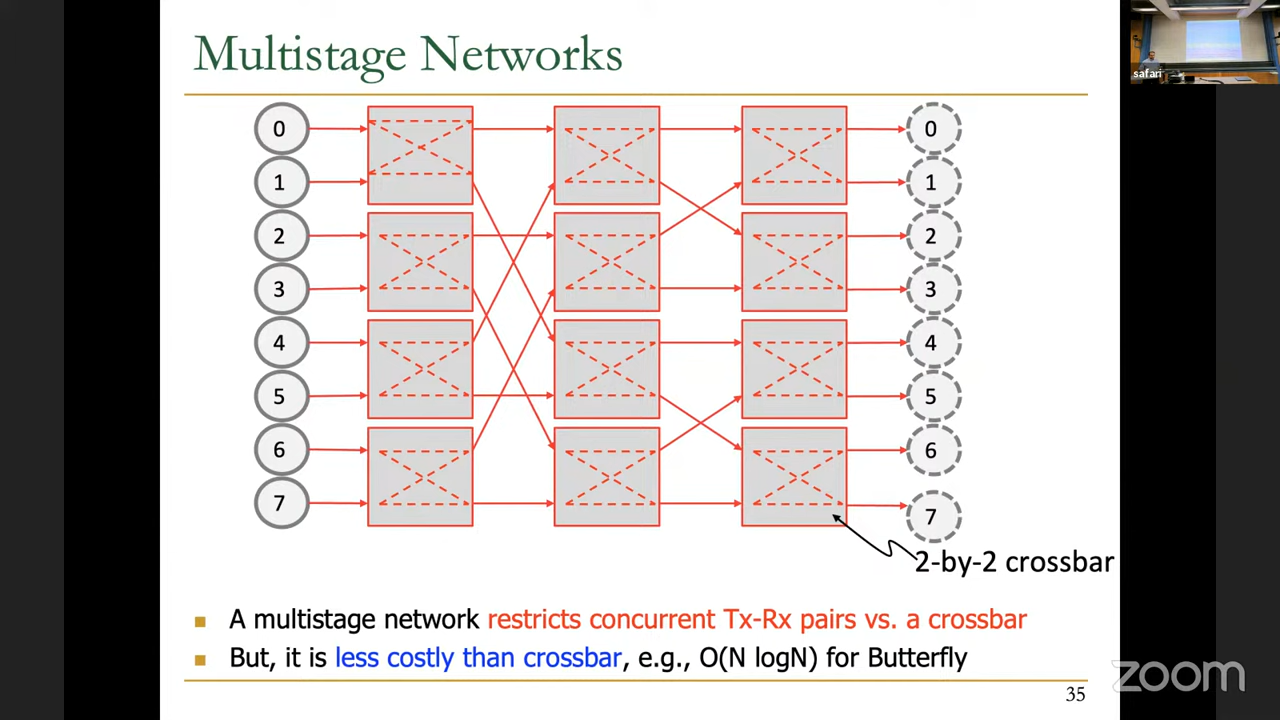 Multistage Networks
safari
0
0
1
1
2
2
3
3
4
4
5
5
6
6
7
7
2-by-2 crossbar
A multistage network restricts concurrent Tx-Rx pairs vs. a crossbar
But, it is less costly than crossbar, e.g., O(N logN) for Butterfly
zoom
35